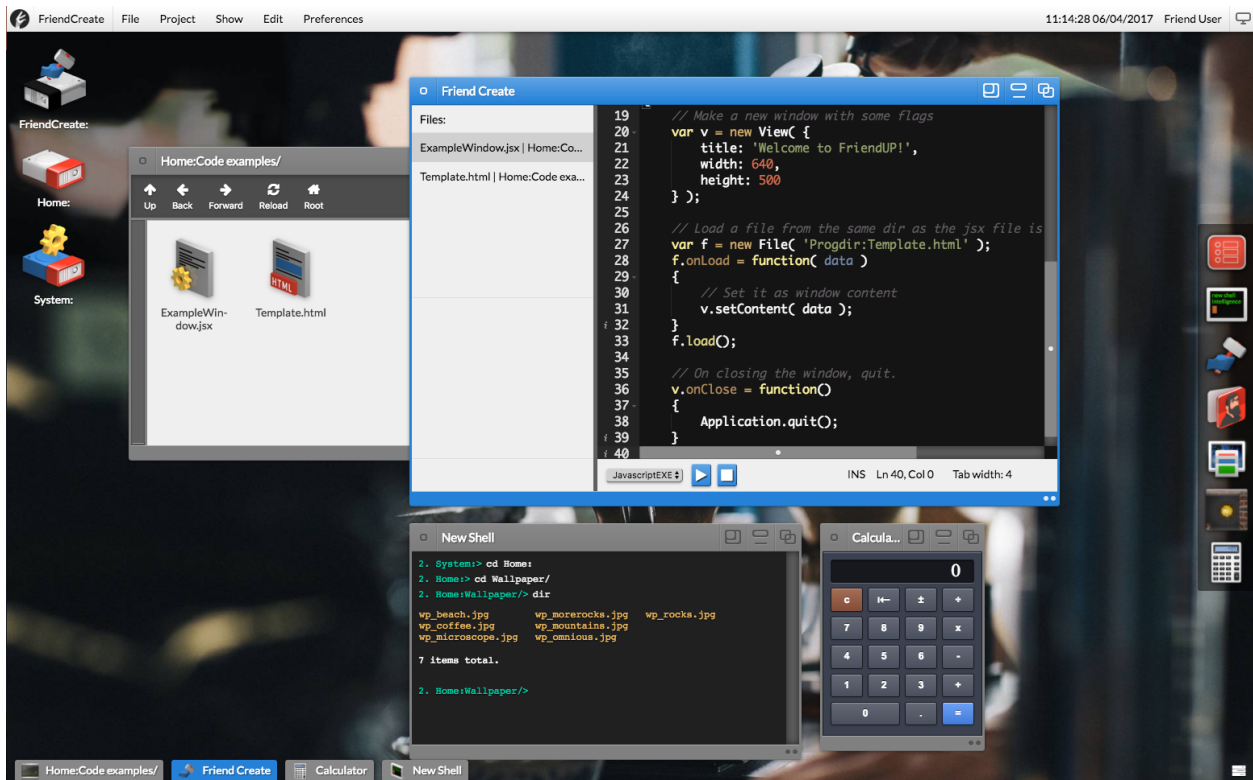 FriendCreate File Project Show Edit Preferences 11:14:28 06/04/2017 Friend User
FriendCreate:
Home:
System:
Home:Code examples/
Up Back Forward Reload Root
ExampleWin-
dow.jsx
Template.html
HTML
Friend Create
Files:
ExampleWindow.jsx | Home:Co...
Template.html | Home:Code exa...
19 // Make a new window with some flags
20 var v = new View( {
21 title: 'Welcome to FriendUP!',
22 width: 640,
23 height: 500
24 } );
25
26 // Load a file from the same dir as the jsx file is
27 var f = new File( 'Progdir:Template.html' );
28 f.onLoad = function( data )
29 {
30 // Set it as window content
31 v.setContent( data );
i 32 }
33 f.load();
34
35 // On closing the window, quit.
36 v.onClose = function()
37 {
38 Application.quit();
i 39 }
i 40
JavascriptEXE INS Ln 40, Col 0 Tab width: 4
New Shell
2. System:> cd Home:
2. Home:> cd Wallpaper/
2. Home:Wallpaper/> dir
wp_beach.jpg wp_morerocks.jpg wp_rocks.jpg
wp_coffee.jpg wp_mountains.jpg
wp_microscope.jpg wp_omnious.jpg
7 items total.
2. Home:Wallpaper/>
Calcula...
0
c ± ÷
7 8 9 x
4 5 6 -
1 2 3 +
0 . =
new shell
intelligence
Home:Code examples/ Friend Create Calculator New Shell